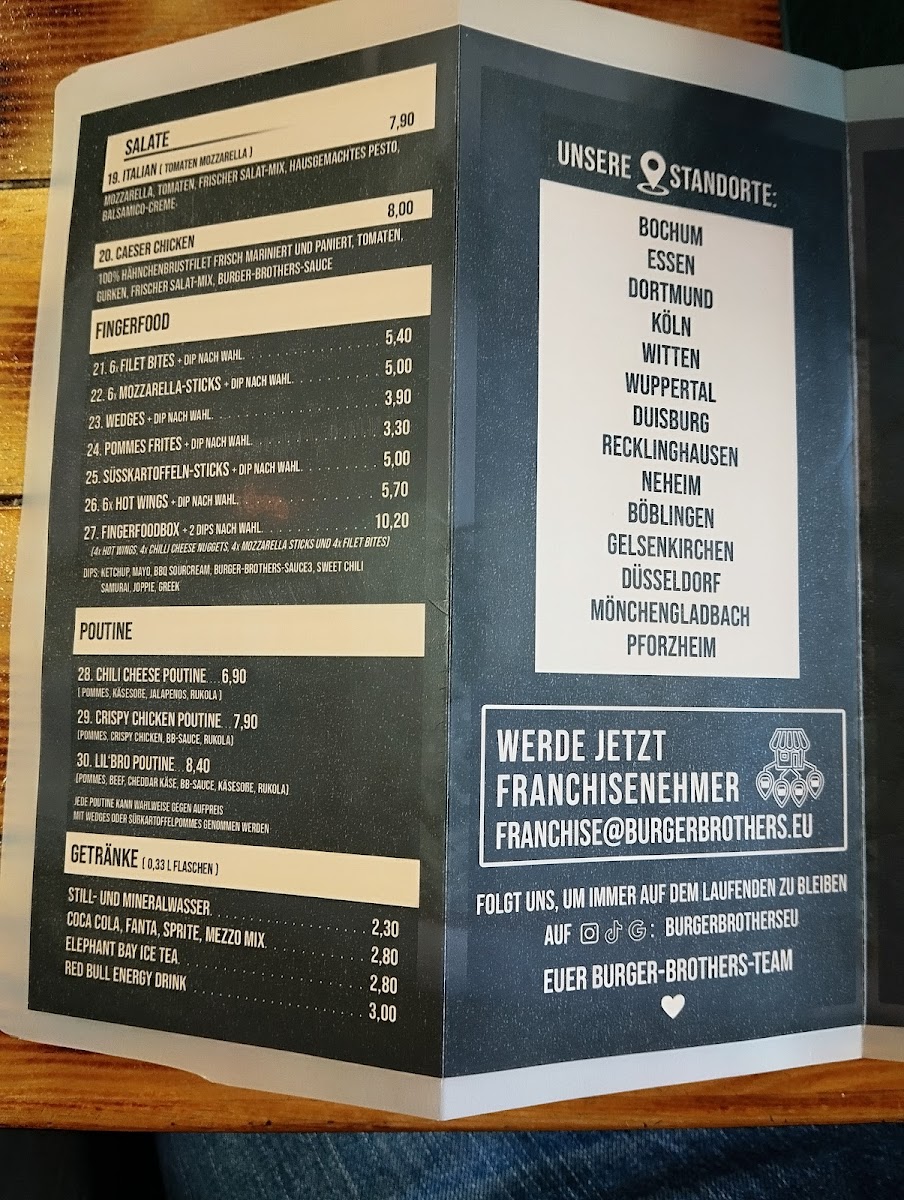 SALATE
19. ITALIAN ( TOMATEN MOZZARELLA ) 7,90
MOZZARELLA, TOMATEN, FRISCHER SALAT-MIX, HAUSGEMACHTES PESTO,
BALSAMICO-CREME
20. CAESER CHICKEN 8,00
100% HÄHNCHENBRUSTFILET FRISCH MARINIERT UND PANIERT, TOMATEN,
GURKEN, FRISCHER SALAT-MIX, BURGER-BROTHERS-SAUCE
FINGERFOOD
21. 6x FILET BITES + DIP NACH WAHL 5,40
22. 6x MOZZARELLA-STICKS + DIP NACH WAHL 5,00
23. WEDGES + DIP NACH WAHL 3,90
24. POMMES FRITES + DIP NACH WAHL 3,30
25. SÜSSKARTOFFELN-STICKS + DIP NACH WAHL 5,00
26. 6x HOT WINGS + DIP NACH WAHL 5,70
27. FINGERFOODBOX + 2 DIPS NACH WAHL 10,20
(4x HOT WINGS, 4x CHILLI CHEESE NUGGETS, 4x MOZZARELLA STICKS UND 4x FILET BITES)
DIPS: KETCHUP, MAYO, BBQ SOURCREAM, BURGER-BROTHERS-SAUCE3, SWEET CHILI
SAMURAI, JOPPIE, GREEK
POUTINE
28. CHILI CHEESE POUTINE 6,90
( POMMES, KÄSESOßE, JALAPENOS, RUKOLA )
29. CRISPY CHICKEN POUTINE 7,90
(POMMES, CRISPY CHICKEN, BB-SAUCE, RUKOLA)
30. LIL'BRO POUTINE 8,40
(POMMES, BEEF, CHEDDAR KÄSE, BB-SAUCE, KÄSESOßE, RUKOLA)
JEDE POUTINE KANN WAHLWEISE GEGEN AUFPREIS
MIT WEDGES ODER SÜßKARTOFFELPOMMES GENOMMEN WERDEN
GETRÄNKE ( 0,33 L FLASCHEN )
STILL- UND MINERALWASSER 2,30
COCA COLA, FANTA, SPRITE, MEZZO MIX 2,80
ELEPHANT BAY ICE TEA 2,80
RED BULL ENERGY DRINK 3,00
UNSERE STANDORTE:
BOCHUM
ESSEN
DORTMUND
KÖLN
WITTEN
WUPPERTAL
DUISBURG
RECKLINGHAUSEN
NEHEIM
BÖBLINGEN
GELSENKIRCHEN
DÜSSELDORF
MÖNCHENGLADBACH
PFORZHEIM
WERDE JETZT
FRANCHISENEHMER
FRANCHISE@BURGERBROTHERS.EU
FOLGT UNS, UM IMMER AUF DEM LAUFENDEN ZU BLEIBEN
AUF : BURGERBROTHERSEU
EUER BURGER-BROTHERS-TEAM